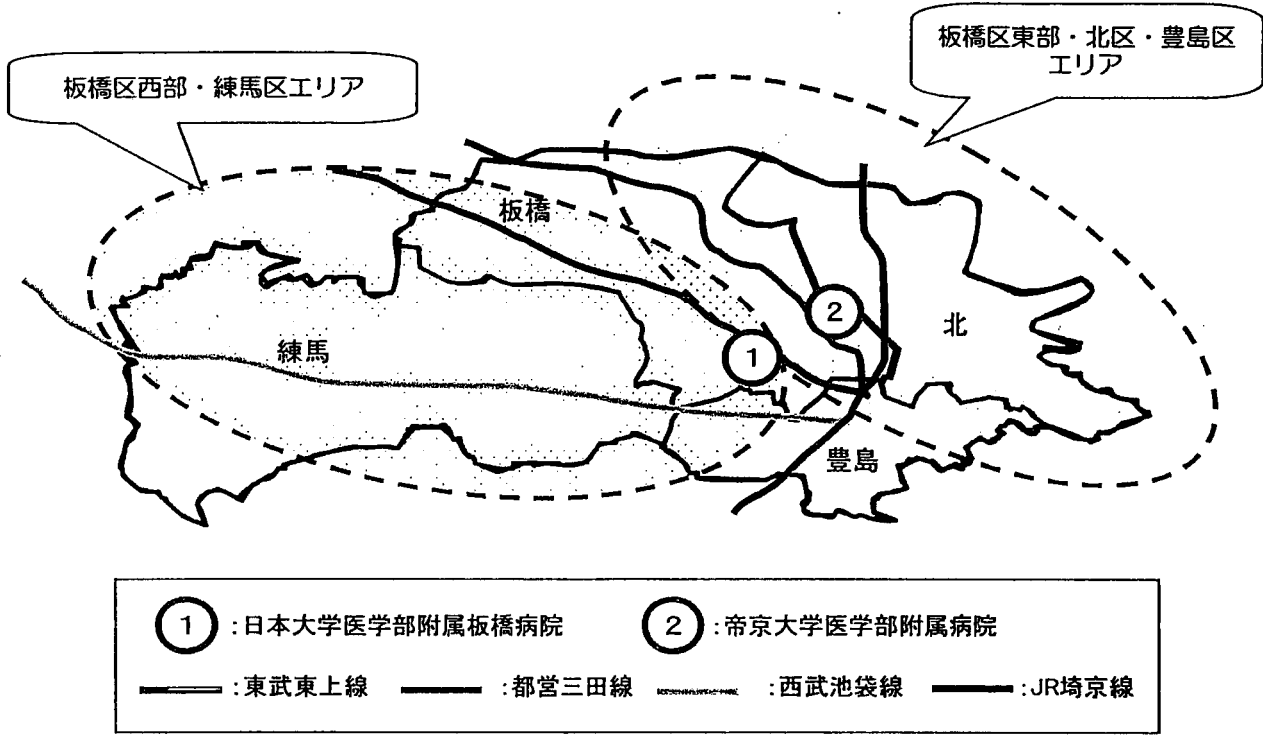 板橋区東部・北区・豊島区
エリア
板橋区西部・練馬区エリア
板橋
練馬
北
豊島
1
2
1 :日本大学医学部附属板橋病院
2 :帝京大学医学部附属病院
:東武東上線 :都営三田線 :西武池袋線 :JR埼京線